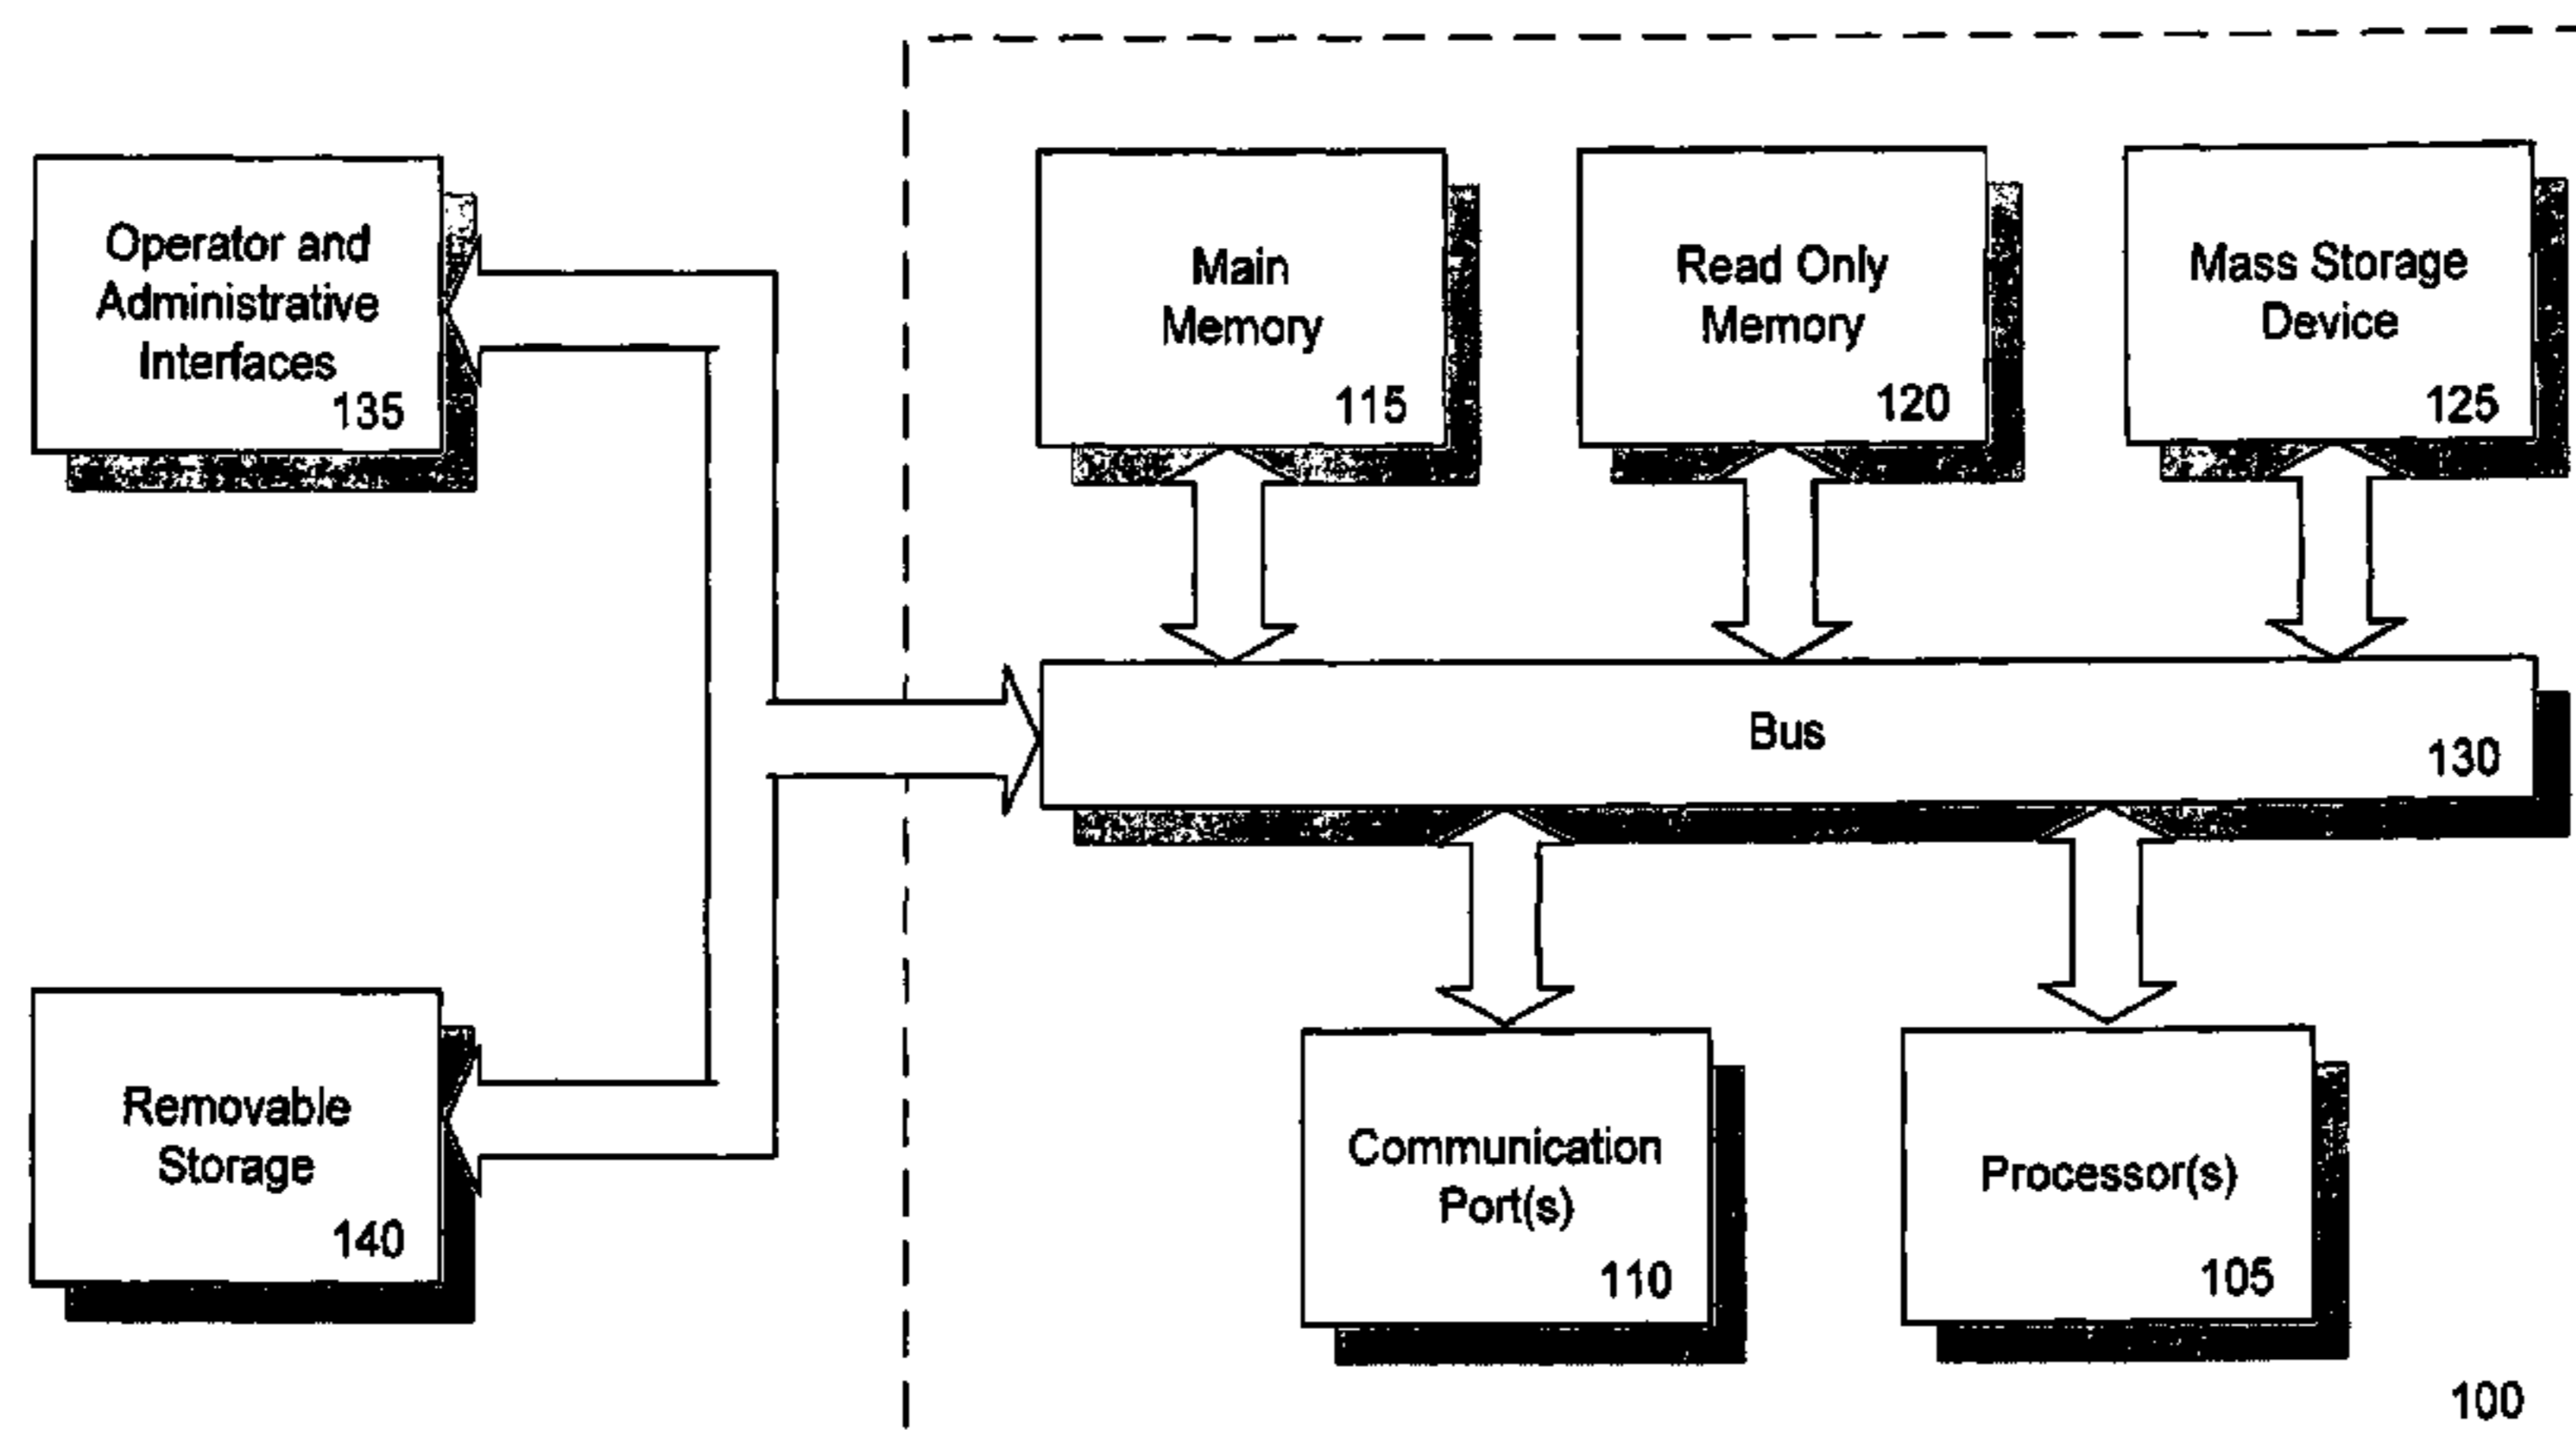 Operator and
Administrative
Interfaces
135
Main
Memory
115
Read Only
Memory
120
Mass Storage
Device
125
Bus
130
Removable
Storage
140
Communication
Port(s)
110
Processor(s)
105
100